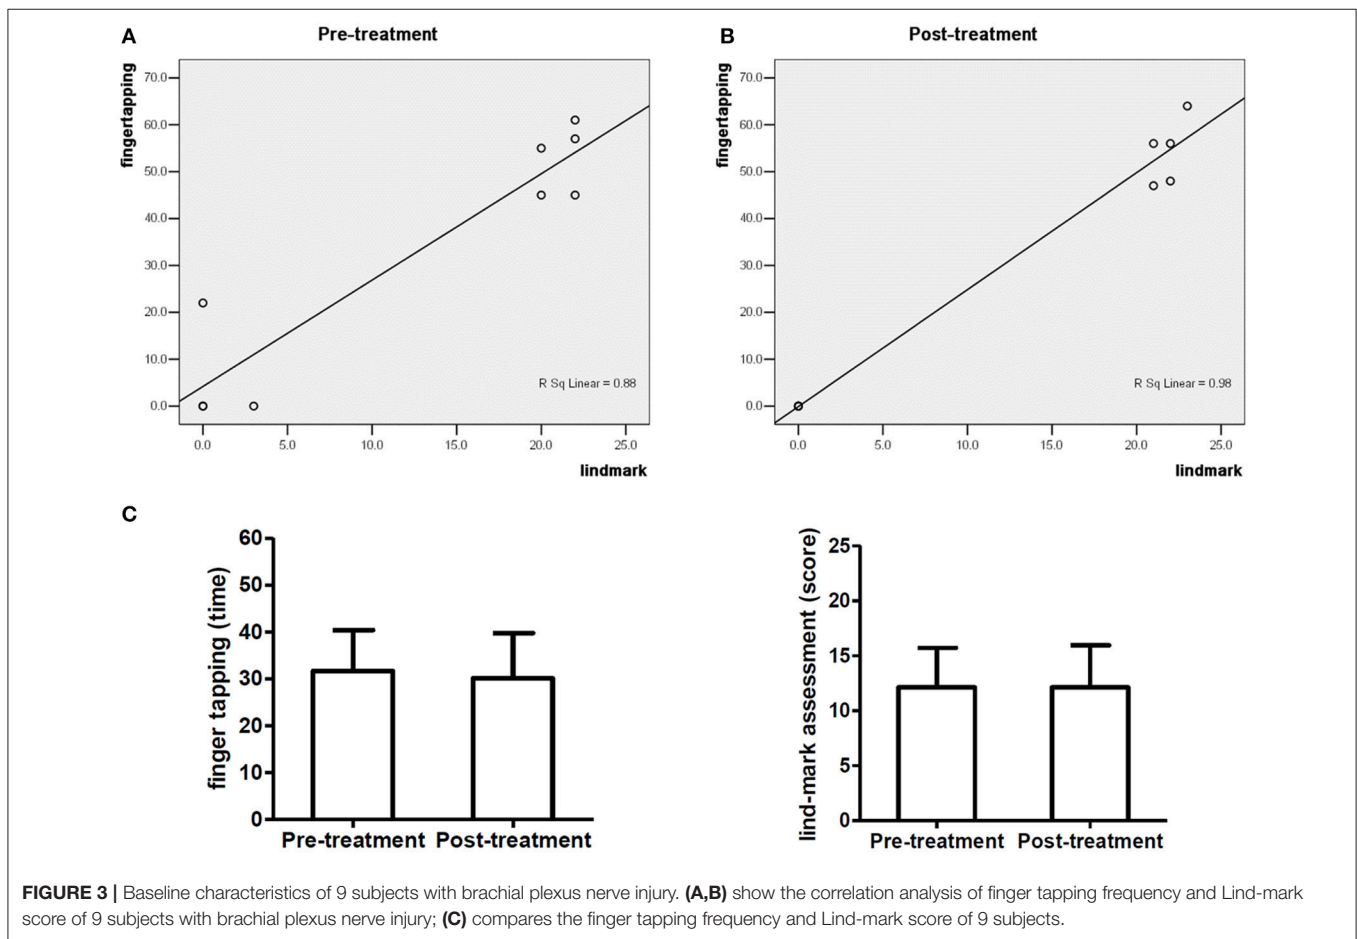 A
Pre-treatment
fingertapping
70.0
60.0
50.0
40.0
30.0
20.0
10.0
0.0
R Sq Linear = 0.88
0.0 5.0 10.0 15.0 20.0 25.0
lindmark
B
Post-treatment
fingertapping
70.0
60.0
50.0
40.0
30.0
20.0
10.0
0.0
R Sq Linear = 0.98
0.0 5.0 10.0 15.0 20.0 25.0
lindmark
C
finger tapping (time)
60
50
40
30
20
10
0
Pre-treatment Post-treatment
lind-mark assessment (score)
25
20
15
10
5
0
Pre-treatment Post-treatment
FIGURE 3 | Baseline characteristics of 9 subjects with brachial plexus nerve injury. (A,B) show the correlation analysis of finger tapping frequency and Lind-mark
score of 9 subjects with brachial plexus nerve injury; (C) compares the finger tapping frequency and Lind-mark score of 9 subjects.